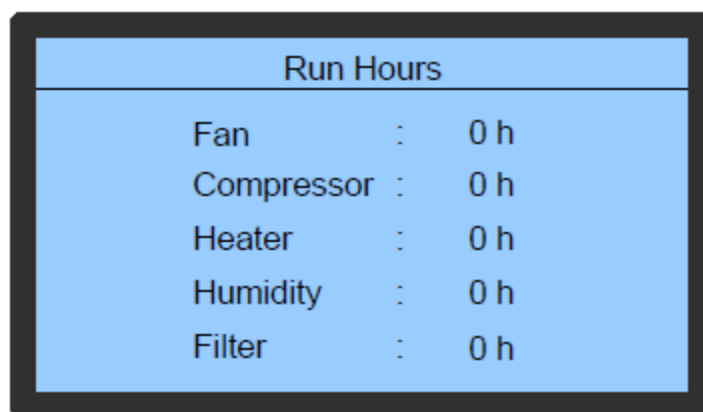 Run Hours
Fan : 0 h
Compressor : 0 h
Heater : 0 h
Humidity : 0 h
Filter : 0 h